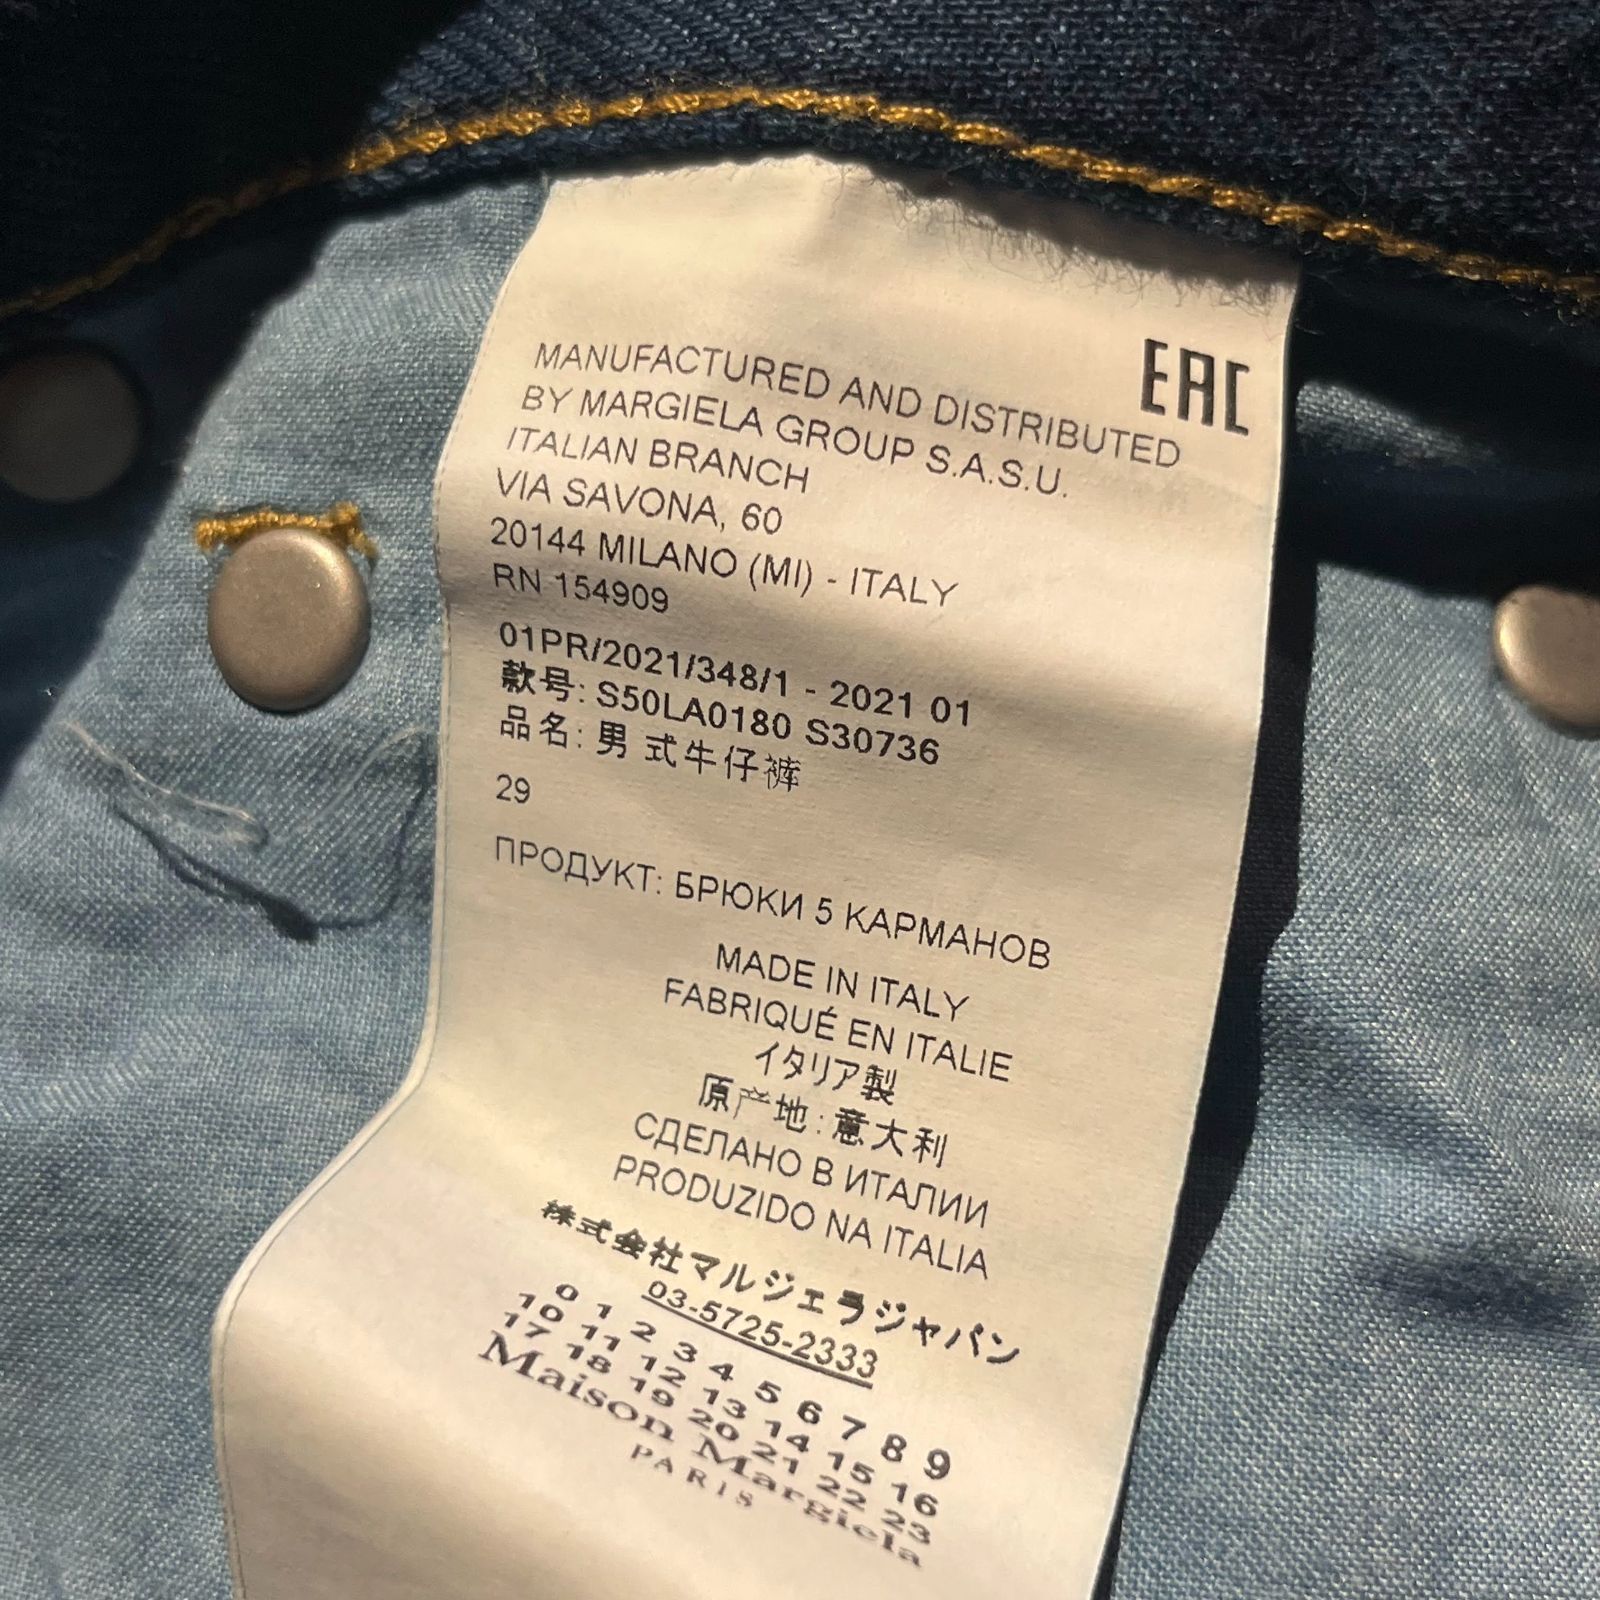 EAC
MANUFACTURED AND DISTRIBUTED
BY MARGIELA GROUP S.A.S.U.
ITALIAN BRANCH
VIA SAVONA, 60
20144 MILANO (MI) - ITALY
RN 154909
01PR/2021/348/1 - 2021 01
款号: S50LA0180 S30736
品名: 男式牛仔裤
29
ПРОДУКТ: БРЮКИ 5 КАРМАНОВ
MADE IN ITALY
FABRIQUÉ EN ITALIE
イタリア製
原产地:意大利
СДЕЛАНО В ИТАЛИИ
PRODUZIDO NA ITALIA
株式会社マルジェラジャパン
03-5725-2333
0 1 2 3 4 5 6 7 8 9
10 11 12 13 14 15 16
17 18 19 20 21 22 23
Maison Margiela
PARIS